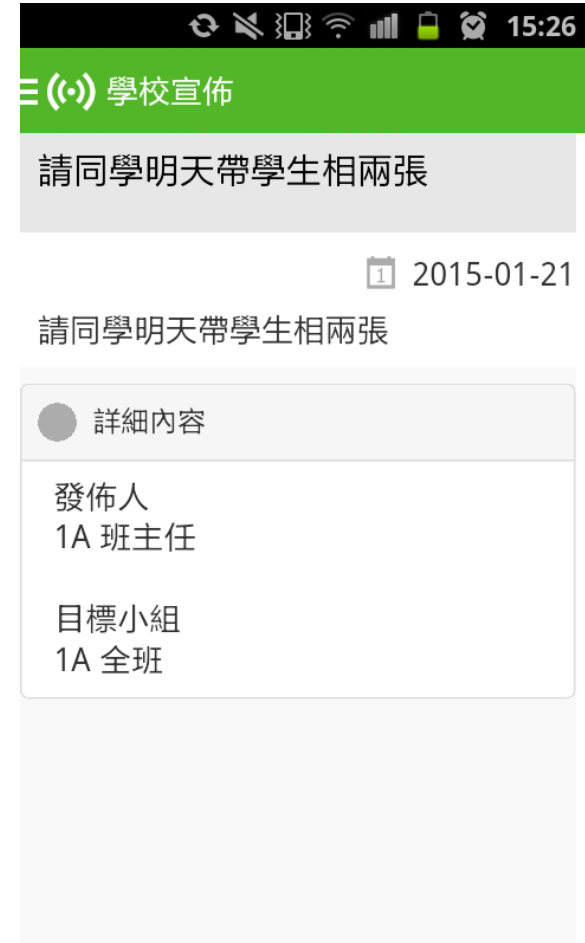 15:26
學校宣佈
請同學明天帶學生相兩張
1 2015-01-21
請同學明天帶學生相兩張
詳細內容
發佈人
1A 班主任
目標小組
1A 全班